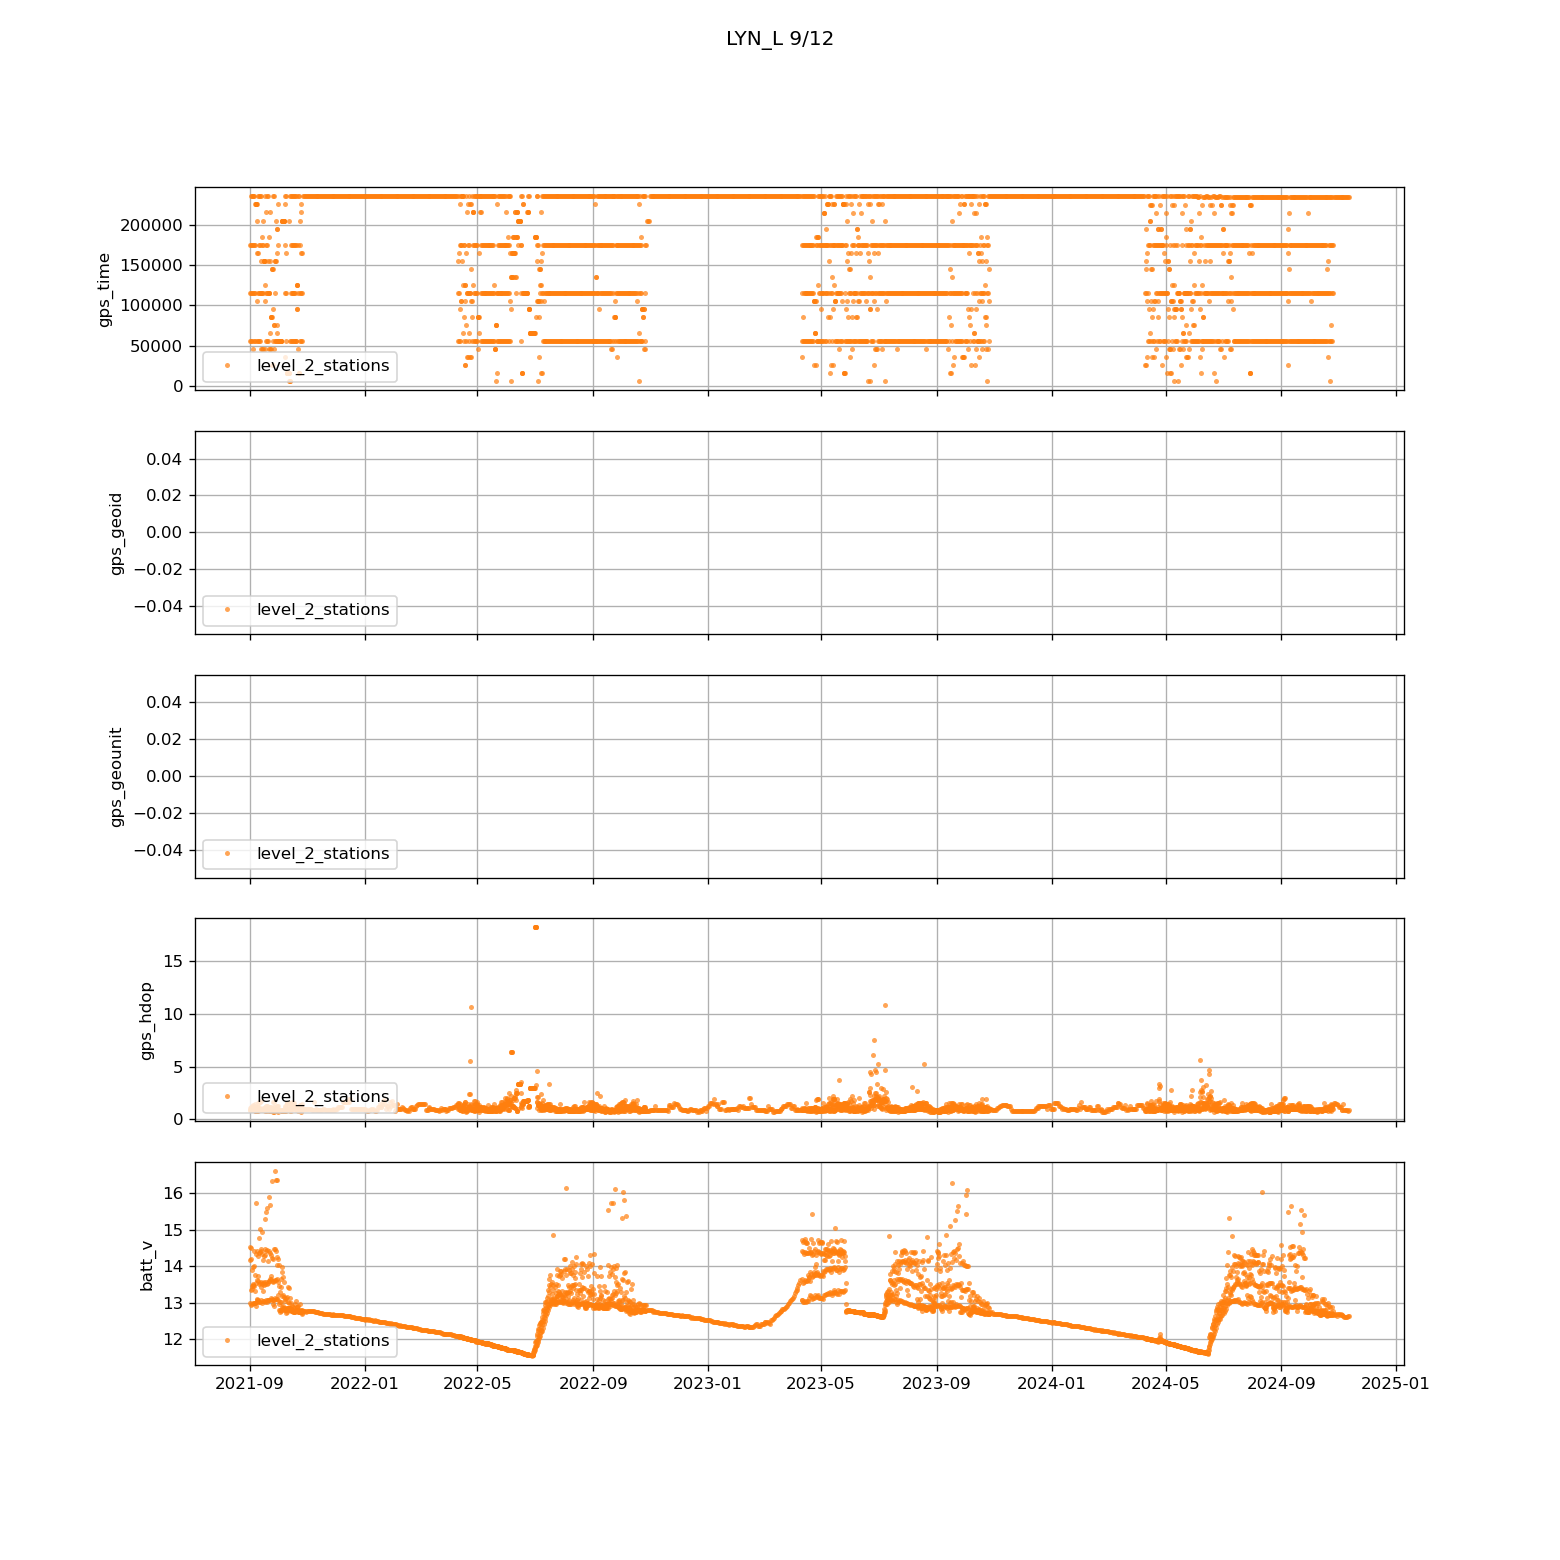 LYN_L 9/12
200000
150000
100000
50000
0
gps_time
level_2_stations
0.04
0.02
0.00
−0.02
−0.04
gps_geoid
level_2_stations
0.04
0.02
0.00
−0.02
−0.04
gps_geounit
level_2_stations
15
10
5
0
gps_hdop
level_2_stations
16
15
14
13
12
batt_v
level_2_stations
2021-09 2022-01 2022-05 2022-09 2023-01 2023-05 2023-09 2024-01 2024-05 2024-09 2025-01